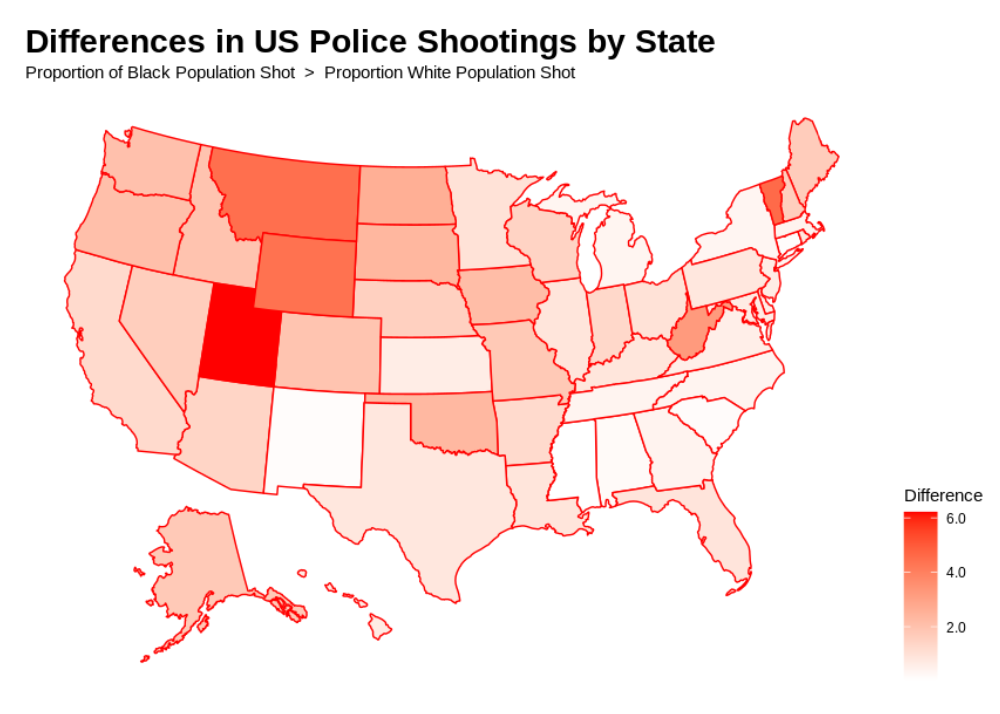 Differences in US Police Shootings by State
Proportion of Black Population Shot  >  Proportion White Population Shot
Difference
6.0
4.0
2.0